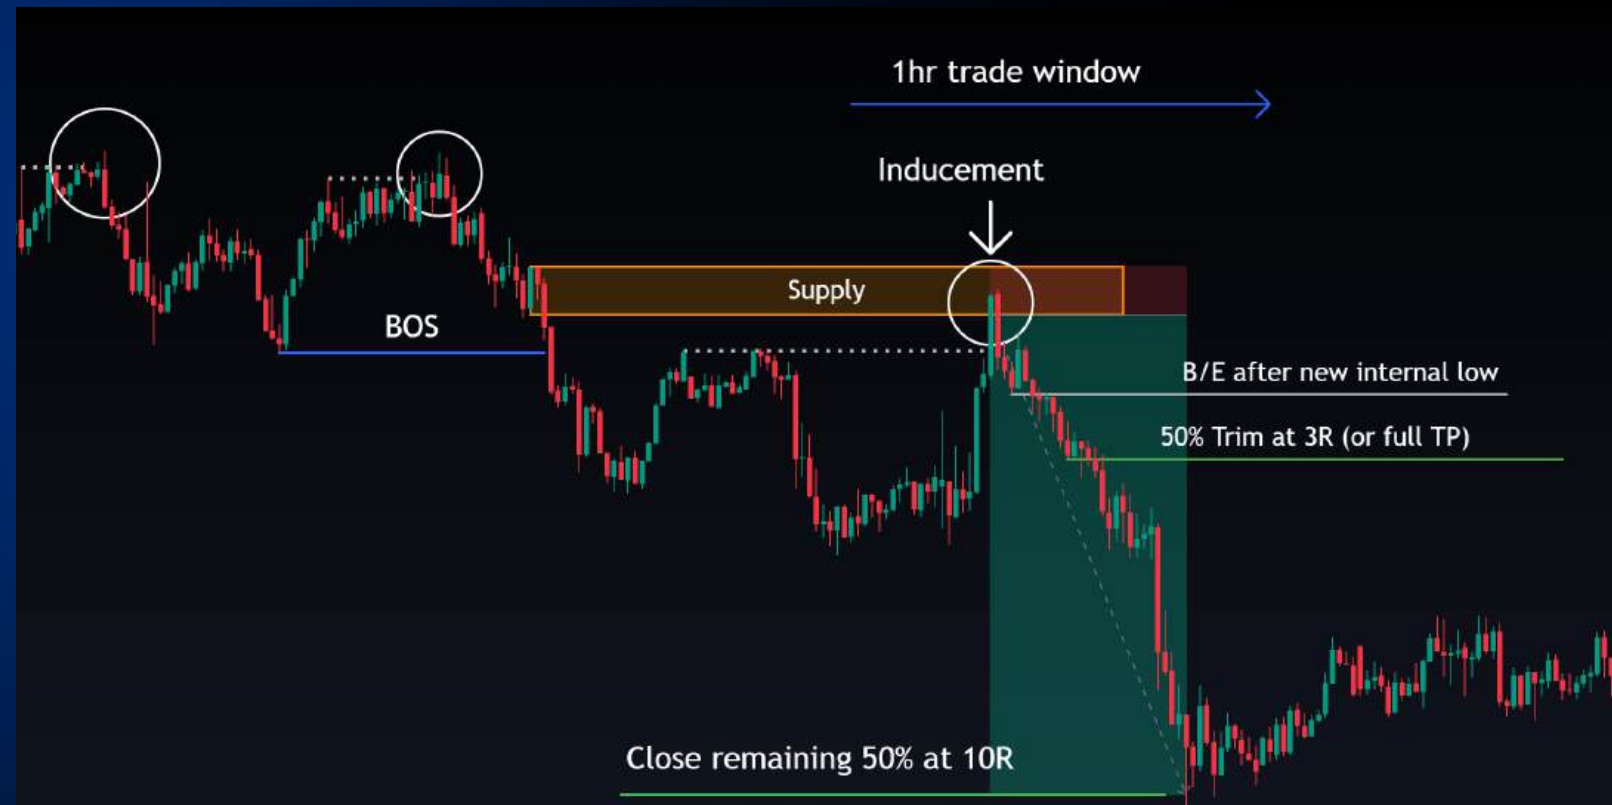 1hr trade window
Inducement
Supply
BOS
B/E after new internal low
50% Trim at 3R (or full TP)
Close remaining 50% at 10R